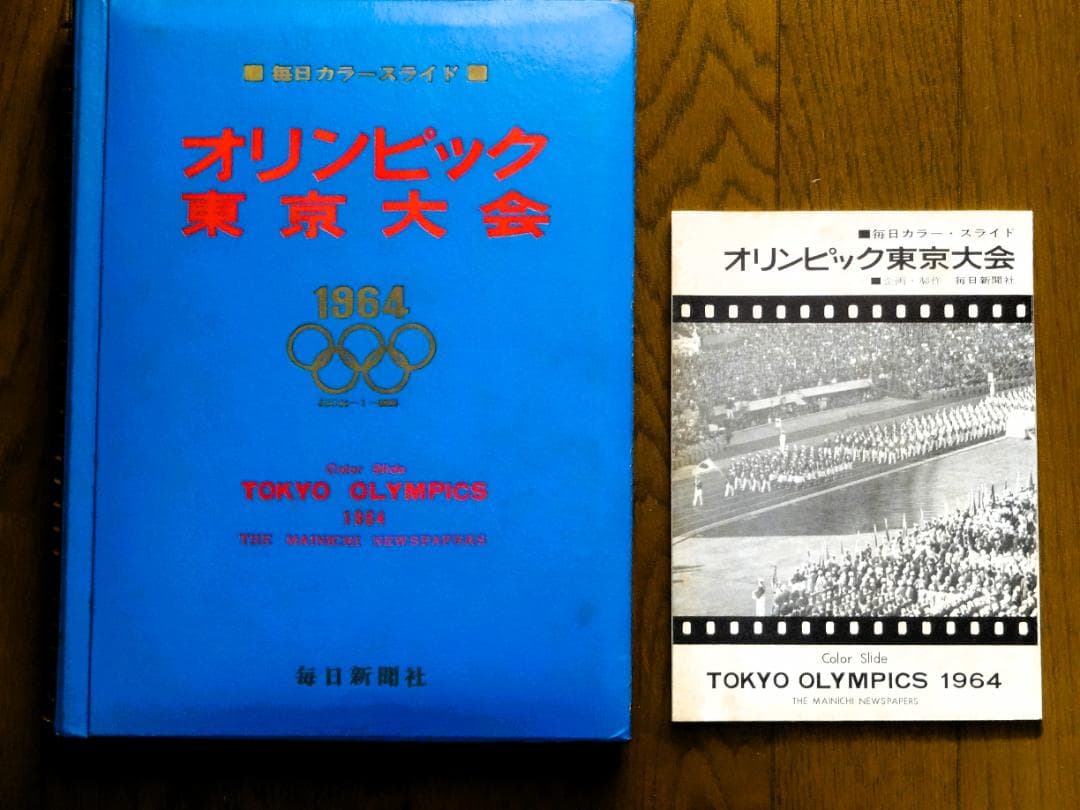 ■ 毎日カラースライド ■
オリンピック
東京大会
1964
Color Slide
TOKYO OLYMPICS
1964
THE MAINICHI NEWSPAPERS
毎日新聞社
■毎日カラー・スライド
オリンピック東京大会
■企画・製作 毎日新聞社
Color Slide
TOKYO OLYMPICS 1964
THE MAINICHI NEWSPAPERS